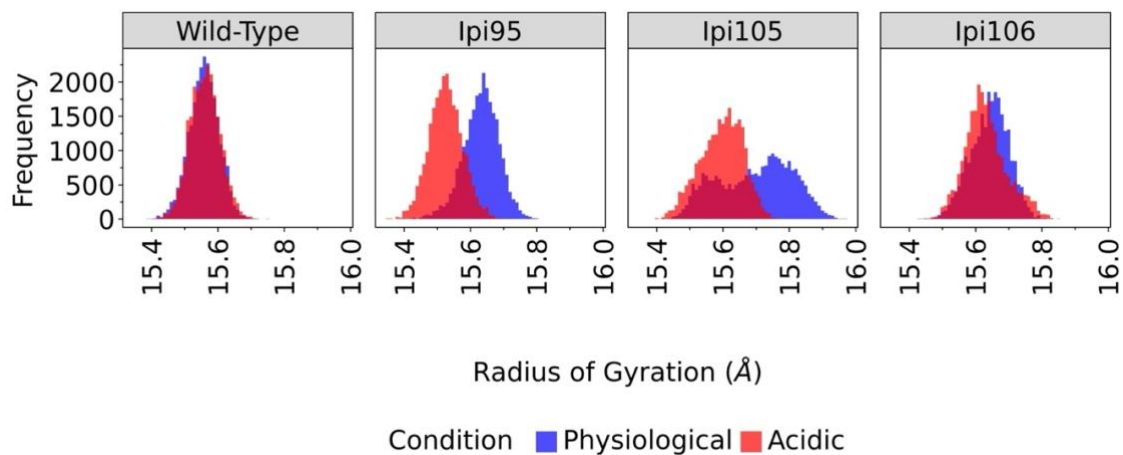 Wild-Type Ipi95 Ipi105 Ipi106
Frequency
2000
1500
1000
500
0
15.4 15.6 15.8 16.0 15.4 15.6 15.8 16.0 15.4 15.6 15.8 16.0 15.4 15.6 15.8 16.0
Radius of Gyration (Å)
Condition Physiological Acidic